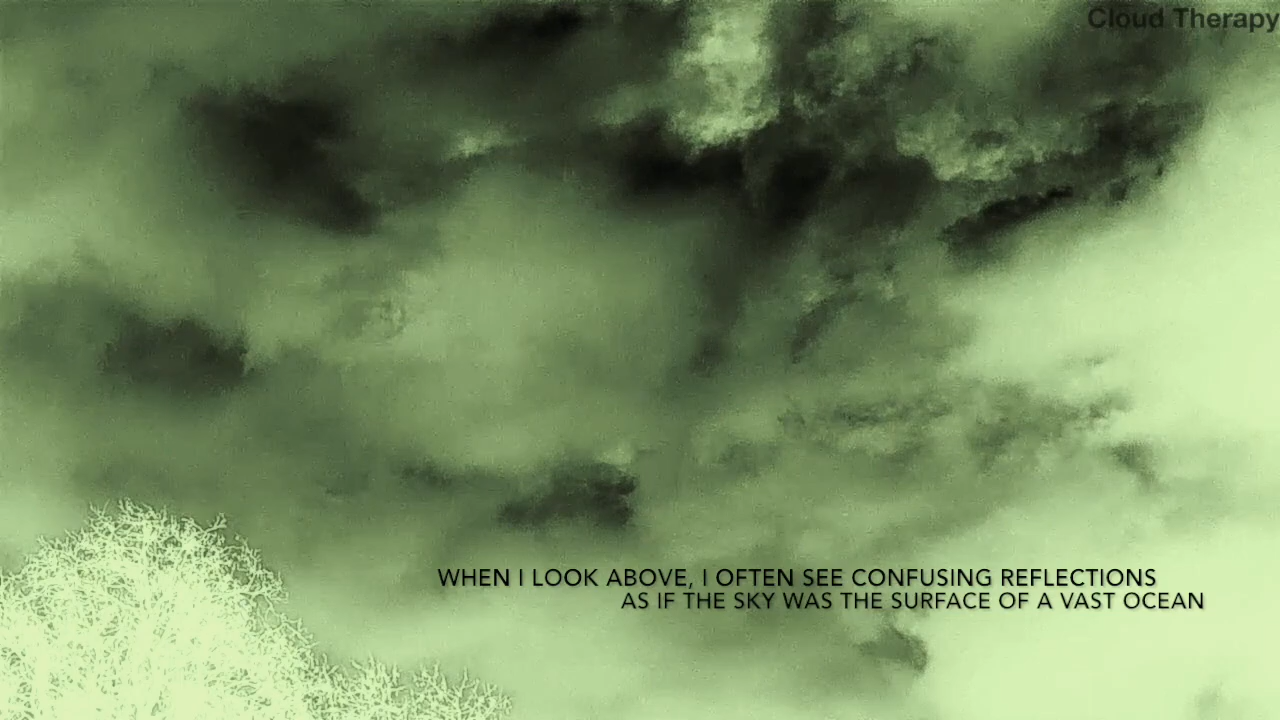 Cloud Therapy
WHEN I LOOK ABOVE, I OFTEN SEE CONFUSING REFLECTIONS
AS IF THE SKY WAS THE SURFACE OF A VAST OCEAN